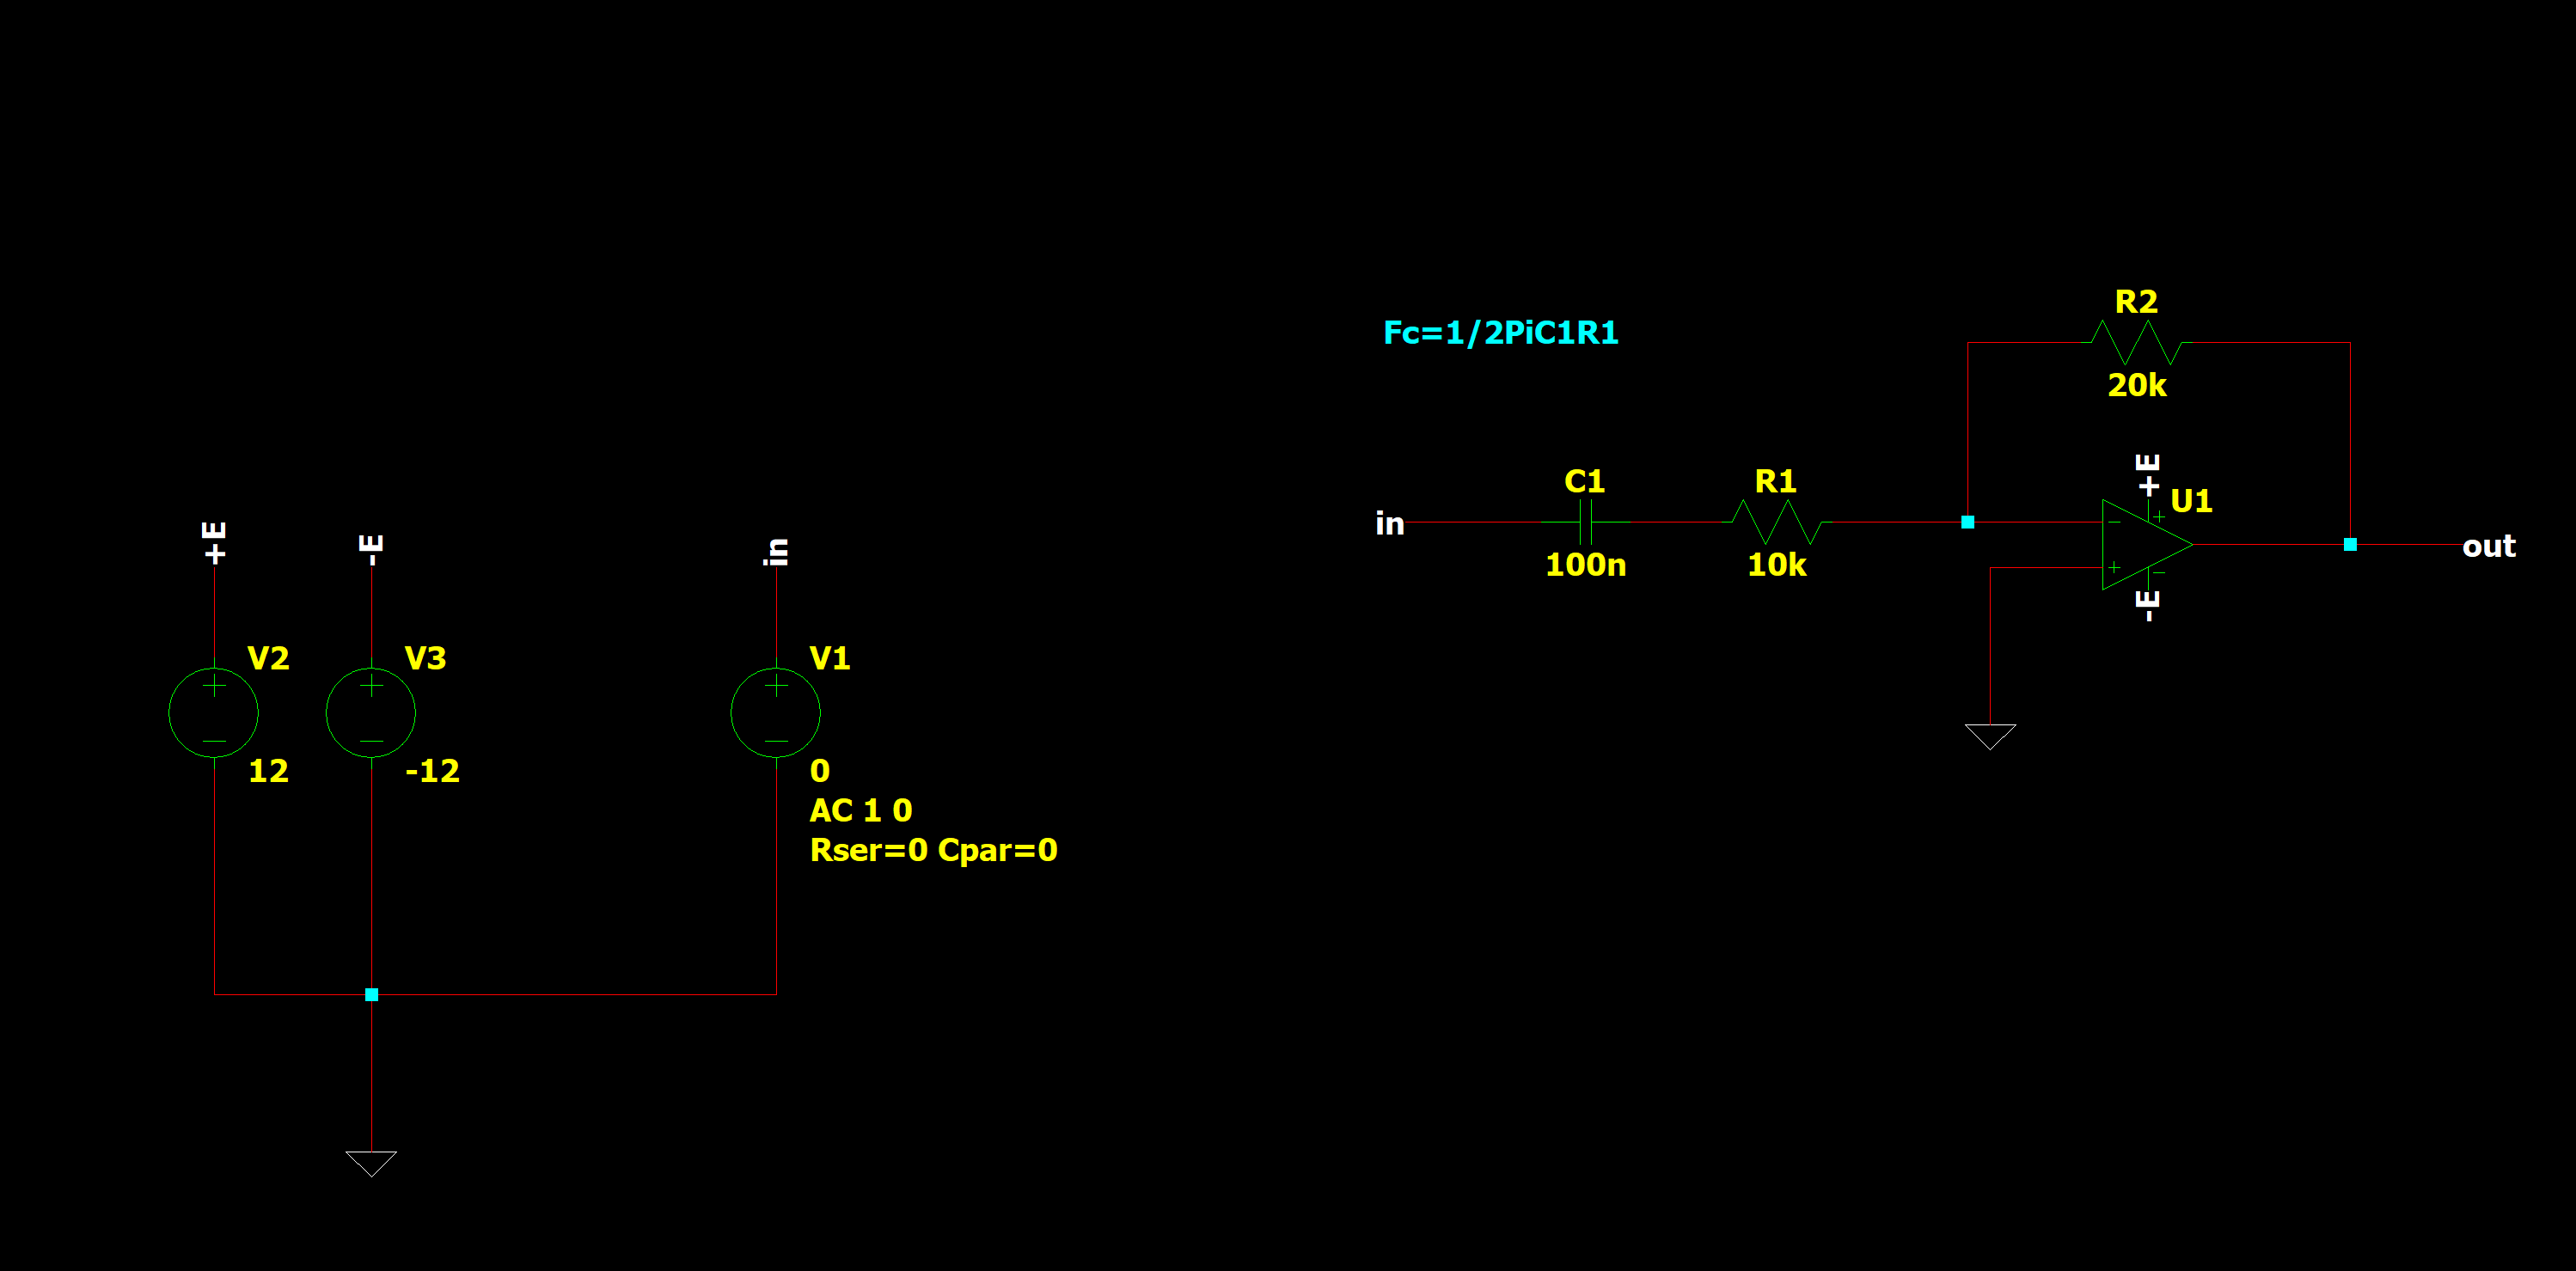 Fc=1/2PiC1R1
R2
20k
C1
100n
R1
10k
in
+E
U1
-E
out
+E
-E
in
V2
12
V3
-12
V1
0
AC 1 0
Rser=0 Cpar=0